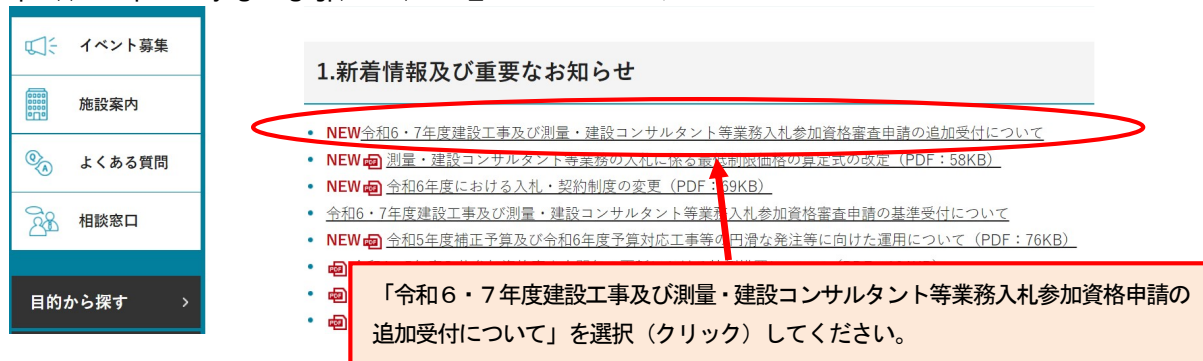 イベント募集
施設案内
よくある質問
相談窓口
目的から探す
1.新着情報及び重要なお知らせ
NEW令和6・7年度建設工事及び測量・建設コンサルタント等業務入札参加資格審査申請の追加受付について
NEW PDF 測量・建設コンサルタント等業務の入札に係る最低制限価格の算定式の改定（PDF：58KB）
NEW PDF 令和6年度における入札・契約制度の変更（PDF：69KB）
令和6・7年度建設工事及び測量・建設コンサルタント等業務入札参加資格審査申請の基準受付について
NEW PDF 令和5年度補正予算及び令和6年度予算対応工事等の円滑な発注等に向けた運用について（PDF：76KB）
PDF
PDF
PDF
「令和６・７年度建設工事及び測量・建設コンサルタント等業務入札参加資格申請の
追加受付について」を選択（クリック）してください。